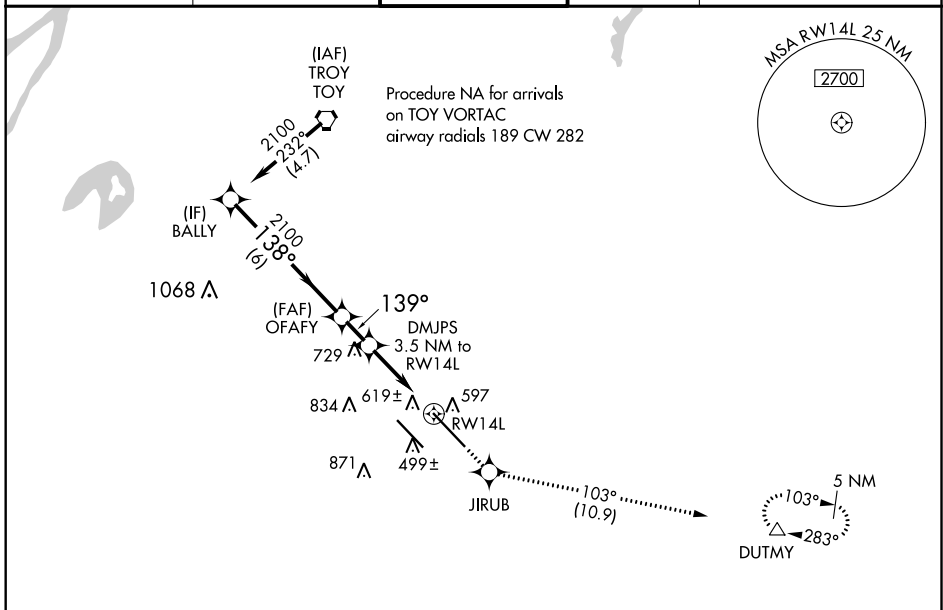 (IAF)
TROY
TOY
Procedure NA for arrivals
on TOY VORTAC
airway radials 189 CW 282
MSA RW14L 25 NM
2700
2100
232°
(4.7)
(IF)
BALLY
2100
138°
(6)
1068
(FAF)
OFAFY
139°
DMJPS
3.5 NM to
RW14L
729
834
619±
597
RW14L
871
499±
JIRUB
103°
(10.9)
5 NM
103°
283°
DUTMY